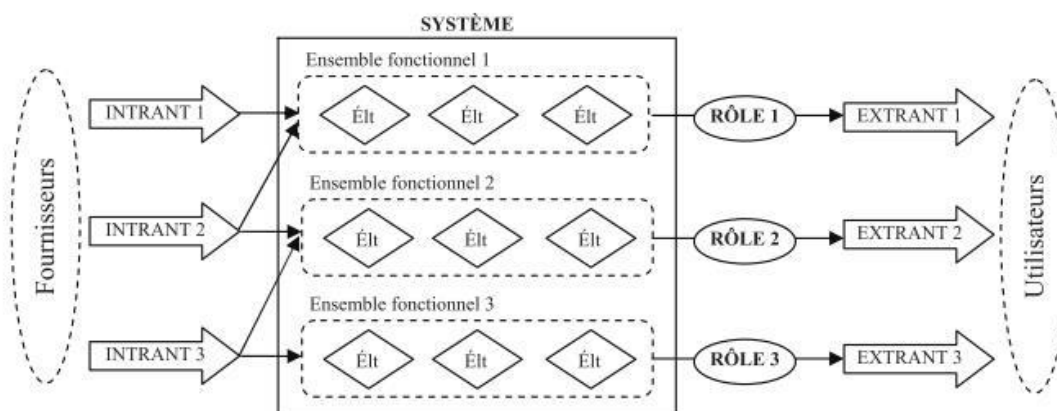 SYSTÈME
Fournisseurs
Ensemble fonctionnel 1
INTRANT 1
Élt
Élt
Élt
RÔLE 1
EXTRANT 1
Ensemble fonctionnel 2
INTRANT 2
Élt
Élt
Élt
RÔLE 2
EXTRANT 2
Ensemble fonctionnel 3
INTRANT 3
Élt
Élt
Élt
RÔLE 3
EXTRANT 3
Utilisateurs